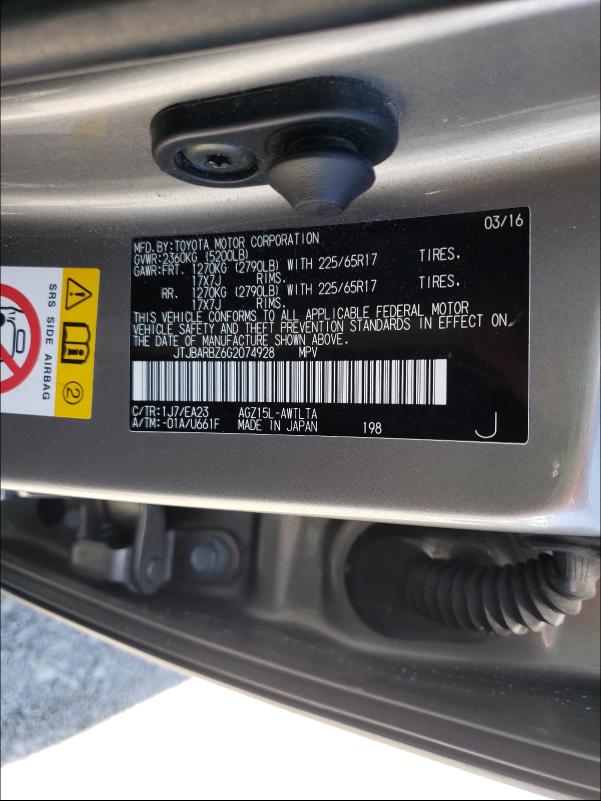 03/16
MFD.BY:TOYOTA MOTOR CORPORATION
GVWR:2360KG (5200LB)
GAWR:FRT. 1270KG (2790LB) WITH 225/65R17 TIRES,
17X7J RIMS.
RR. 1270KG (2790LB) WITH 225/65R17 TIRES,
17X7J RIMS.
THIS VEHICLE CONFORMS TO ALL APPLICABLE FEDERAL MOTOR
VEHICLE SAFETY AND THEFT PREVENTION STANDARDS IN EFFECT ON
THE DATE OF MANUFACTURE SHOWN ABOVE.
JTJBARBZ6G2074928 MPV
C/TR:1J7/EA23 AGZ15L-AWTLTA
A/TM:-01A/U661F MADE IN JAPAN 198
J
SRS SIDE AIRBAG
2